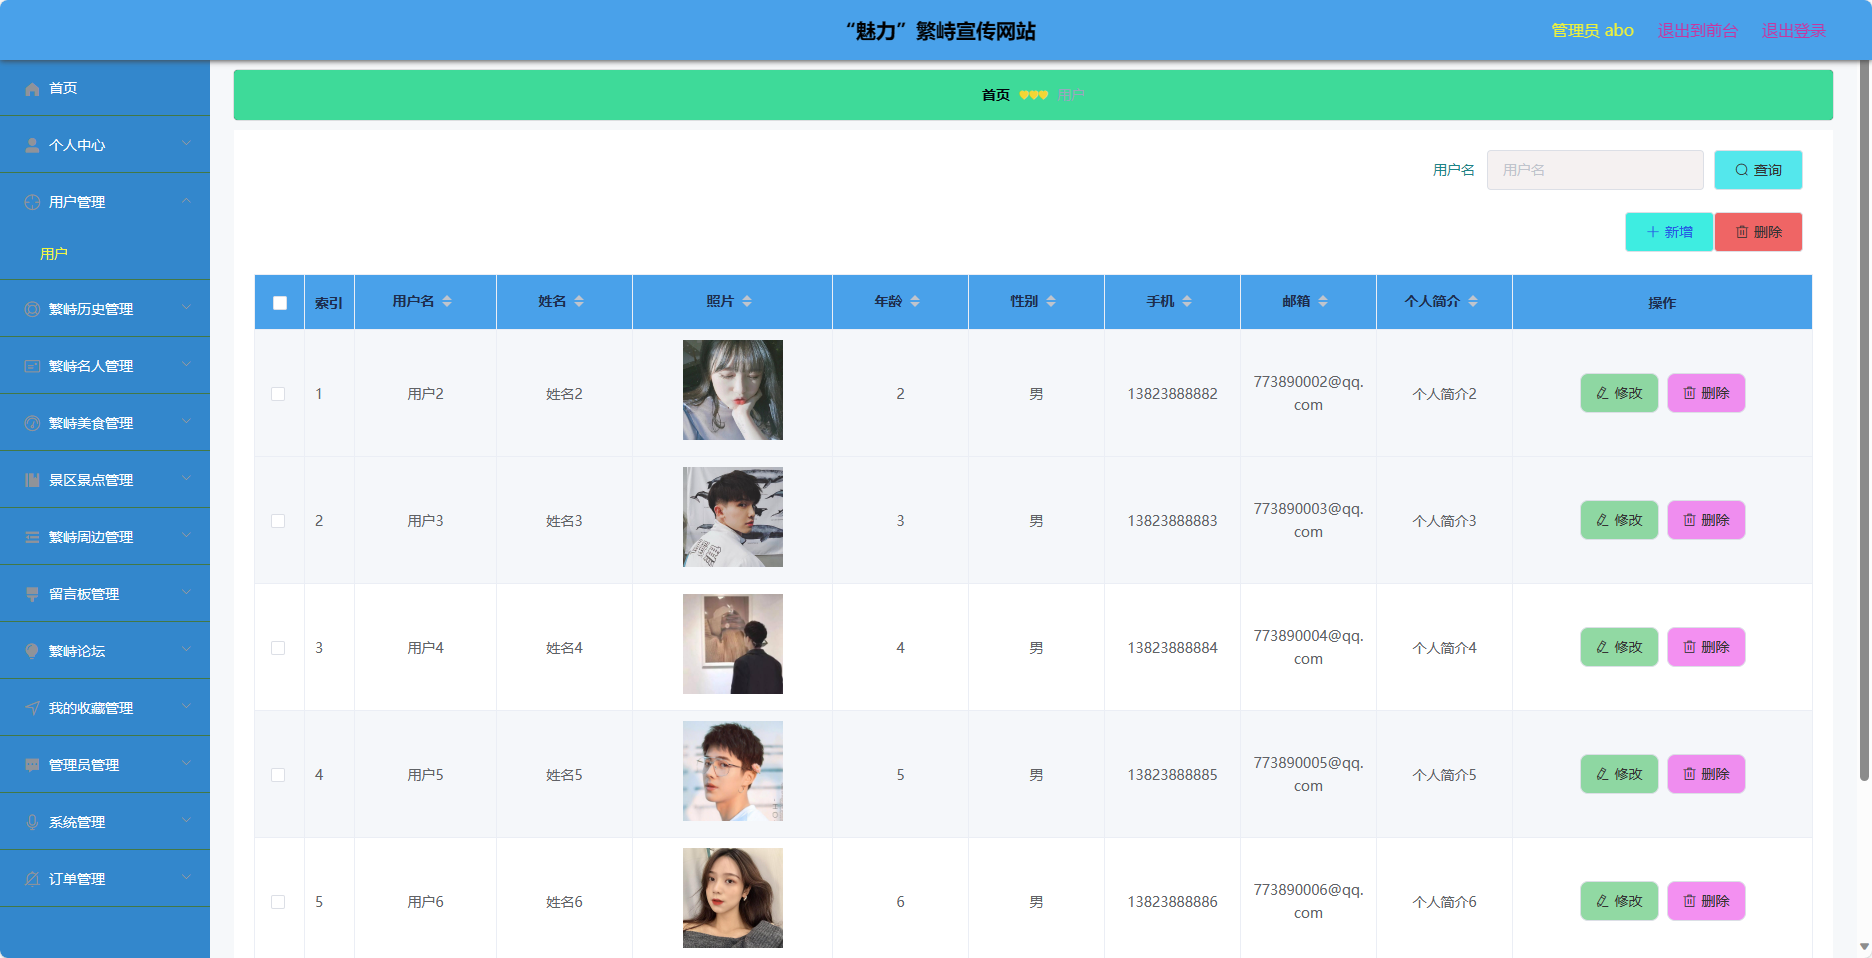 “魅力”繁峙宣传网站
管理员 abo 退出到前台 退出登录
首页
个人中心
用户管理
用户
繁峙历史管理
繁峙名人管理
繁峙美食管理
景区景点管理
繁峙周边管理
留言板管理
繁峙论坛
我的收藏管理
管理员管理
系统管理
订单管理
首页 用户
用户名 用户名 查询
新增 删除
索引 用户名 姓名 照片 年龄 性别 手机 邮箱 个人简介 操作
1 用户2 姓名2 2 男 13823888882 773890002@qq.
com 个人简介2 修改 删除
2 用户3 姓名3 3 男 13823888883 773890003@qq.
com 个人简介3 修改 删除
3 用户4 姓名4 4 男 13823888884 773890004@qq.
com 个人简介4 修改 删除
4 用户5 姓名5 5 男 13823888885 773890005@qq.
com 个人简介5 修改 删除
5 用户6 姓名6 6 男 13823888886 773890006@qq.
com 个人简介6 修改 删除